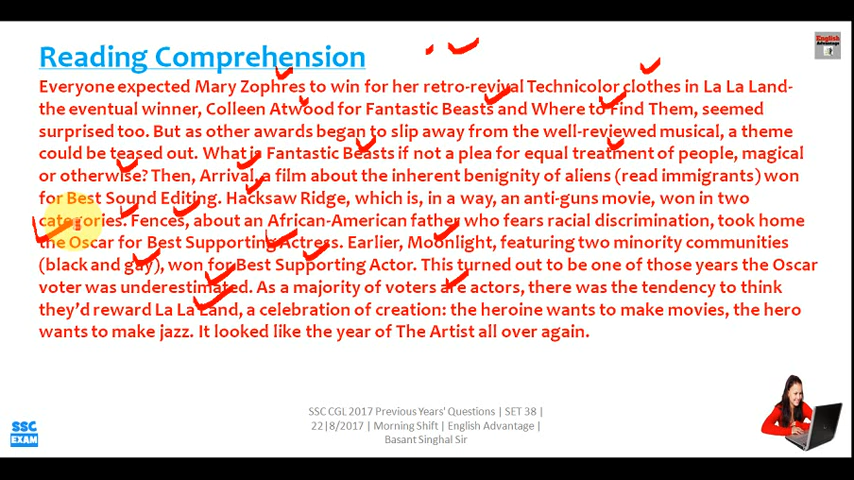 Reading Comprehension
English
Advantage
Everyone expected Mary Zophres to win for her retro-revival Technicolor clothes in La La Land-
the eventual winner, Colleen Atwood for Fantastic Beasts and Where to Find Them, seemed
surprised too. But as other awards began to slip away from the well-reviewed musical, a theme
could be teased out. What is Fantastic Beasts if not a plea for equal treatment of people, magical
or otherwise? Then, Arrival, a film about the inherent benignity of aliens (read immigrants) won
for Best Sound Editing. Hacksaw Ridge, which is, in a way, an anti-guns movie, won in two
categories. Fences, about an African-American father who fears racial discrimination, took home
the Oscar for Best Supporting Actress. Earlier, Moonlight, featuring two minority communities
(black and gay), won for Best Supporting Actor. This turned out to be one of those years the Oscar
voter was underestimated. As a majority of voters are actors, there was the tendency to think
they'd reward La La Land, a celebration of creation: the heroine wants to make movies, the hero
wants to make jazz. It looked like the year of The Artist all over again.
SSC CGL 2017 Previous Years' Questions | SET 38 |
22|8/2017 | Morning Shift | English Advantage |
Basant Singhal Sir
SSC
EXAM